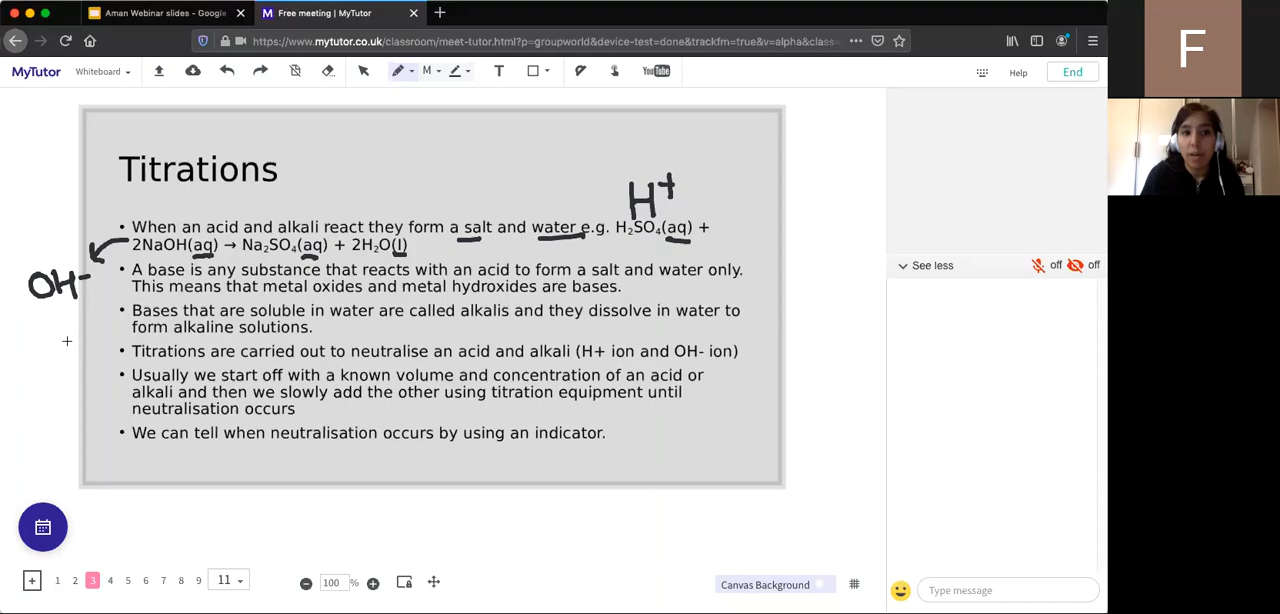 Aman Webinar slides - Google
Free meeting | MyTutor
https://www.mytutor.co.uk/classroom/meet-tutor.html?p=groupworld&device-test=done&trackfm=true&v=alpha&class=
MyTutor
Whiteboard
M
T
YouTube
Help
End
F
Titrations
H+
• When an acid and alkali react they form a salt and water e.g. H₂SO₄(aq) +
2NaOH(aq) → Na₂SO₄(aq) + 2H₂O(l)
OH-
• A base is any substance that reacts with an acid to form a salt and water only.
This means that metal oxides and metal hydroxides are bases.
• Bases that are soluble in water are called alkalis and they dissolve in water to
form alkaline solutions.
• Titrations are carried out to neutralise an acid and alkali (H+ ion and OH- ion)
• Usually we start off with a known volume and concentration of an acid or
alkali and then we slowly add the other using titration equipment until
neutralisation occurs
• We can tell when neutralisation occurs by using an indicator.
See less
off
off
1 2 3 4 5 6 7 8 9 11
100 %
Canvas Background
Type message